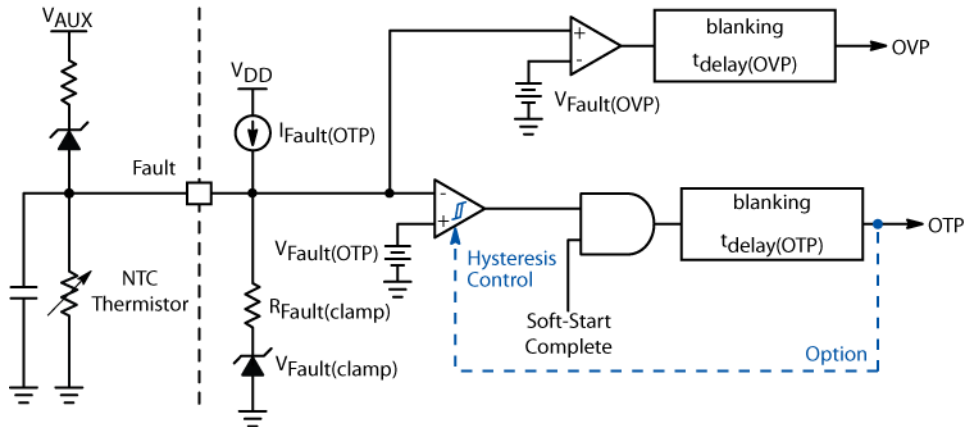 VAUX
VDD
IFault(OTP)
Fault
NTC
Thermistor
RFault(clamp)
VFault(clamp)
+
-
VFault(OVP)
blanking
tdelay(OVP)
OVP
-
+
VFault(OTP)
Hysteresis
Control
Soft-Start
Complete
blanking
tdelay(OTP)
OTP
Option